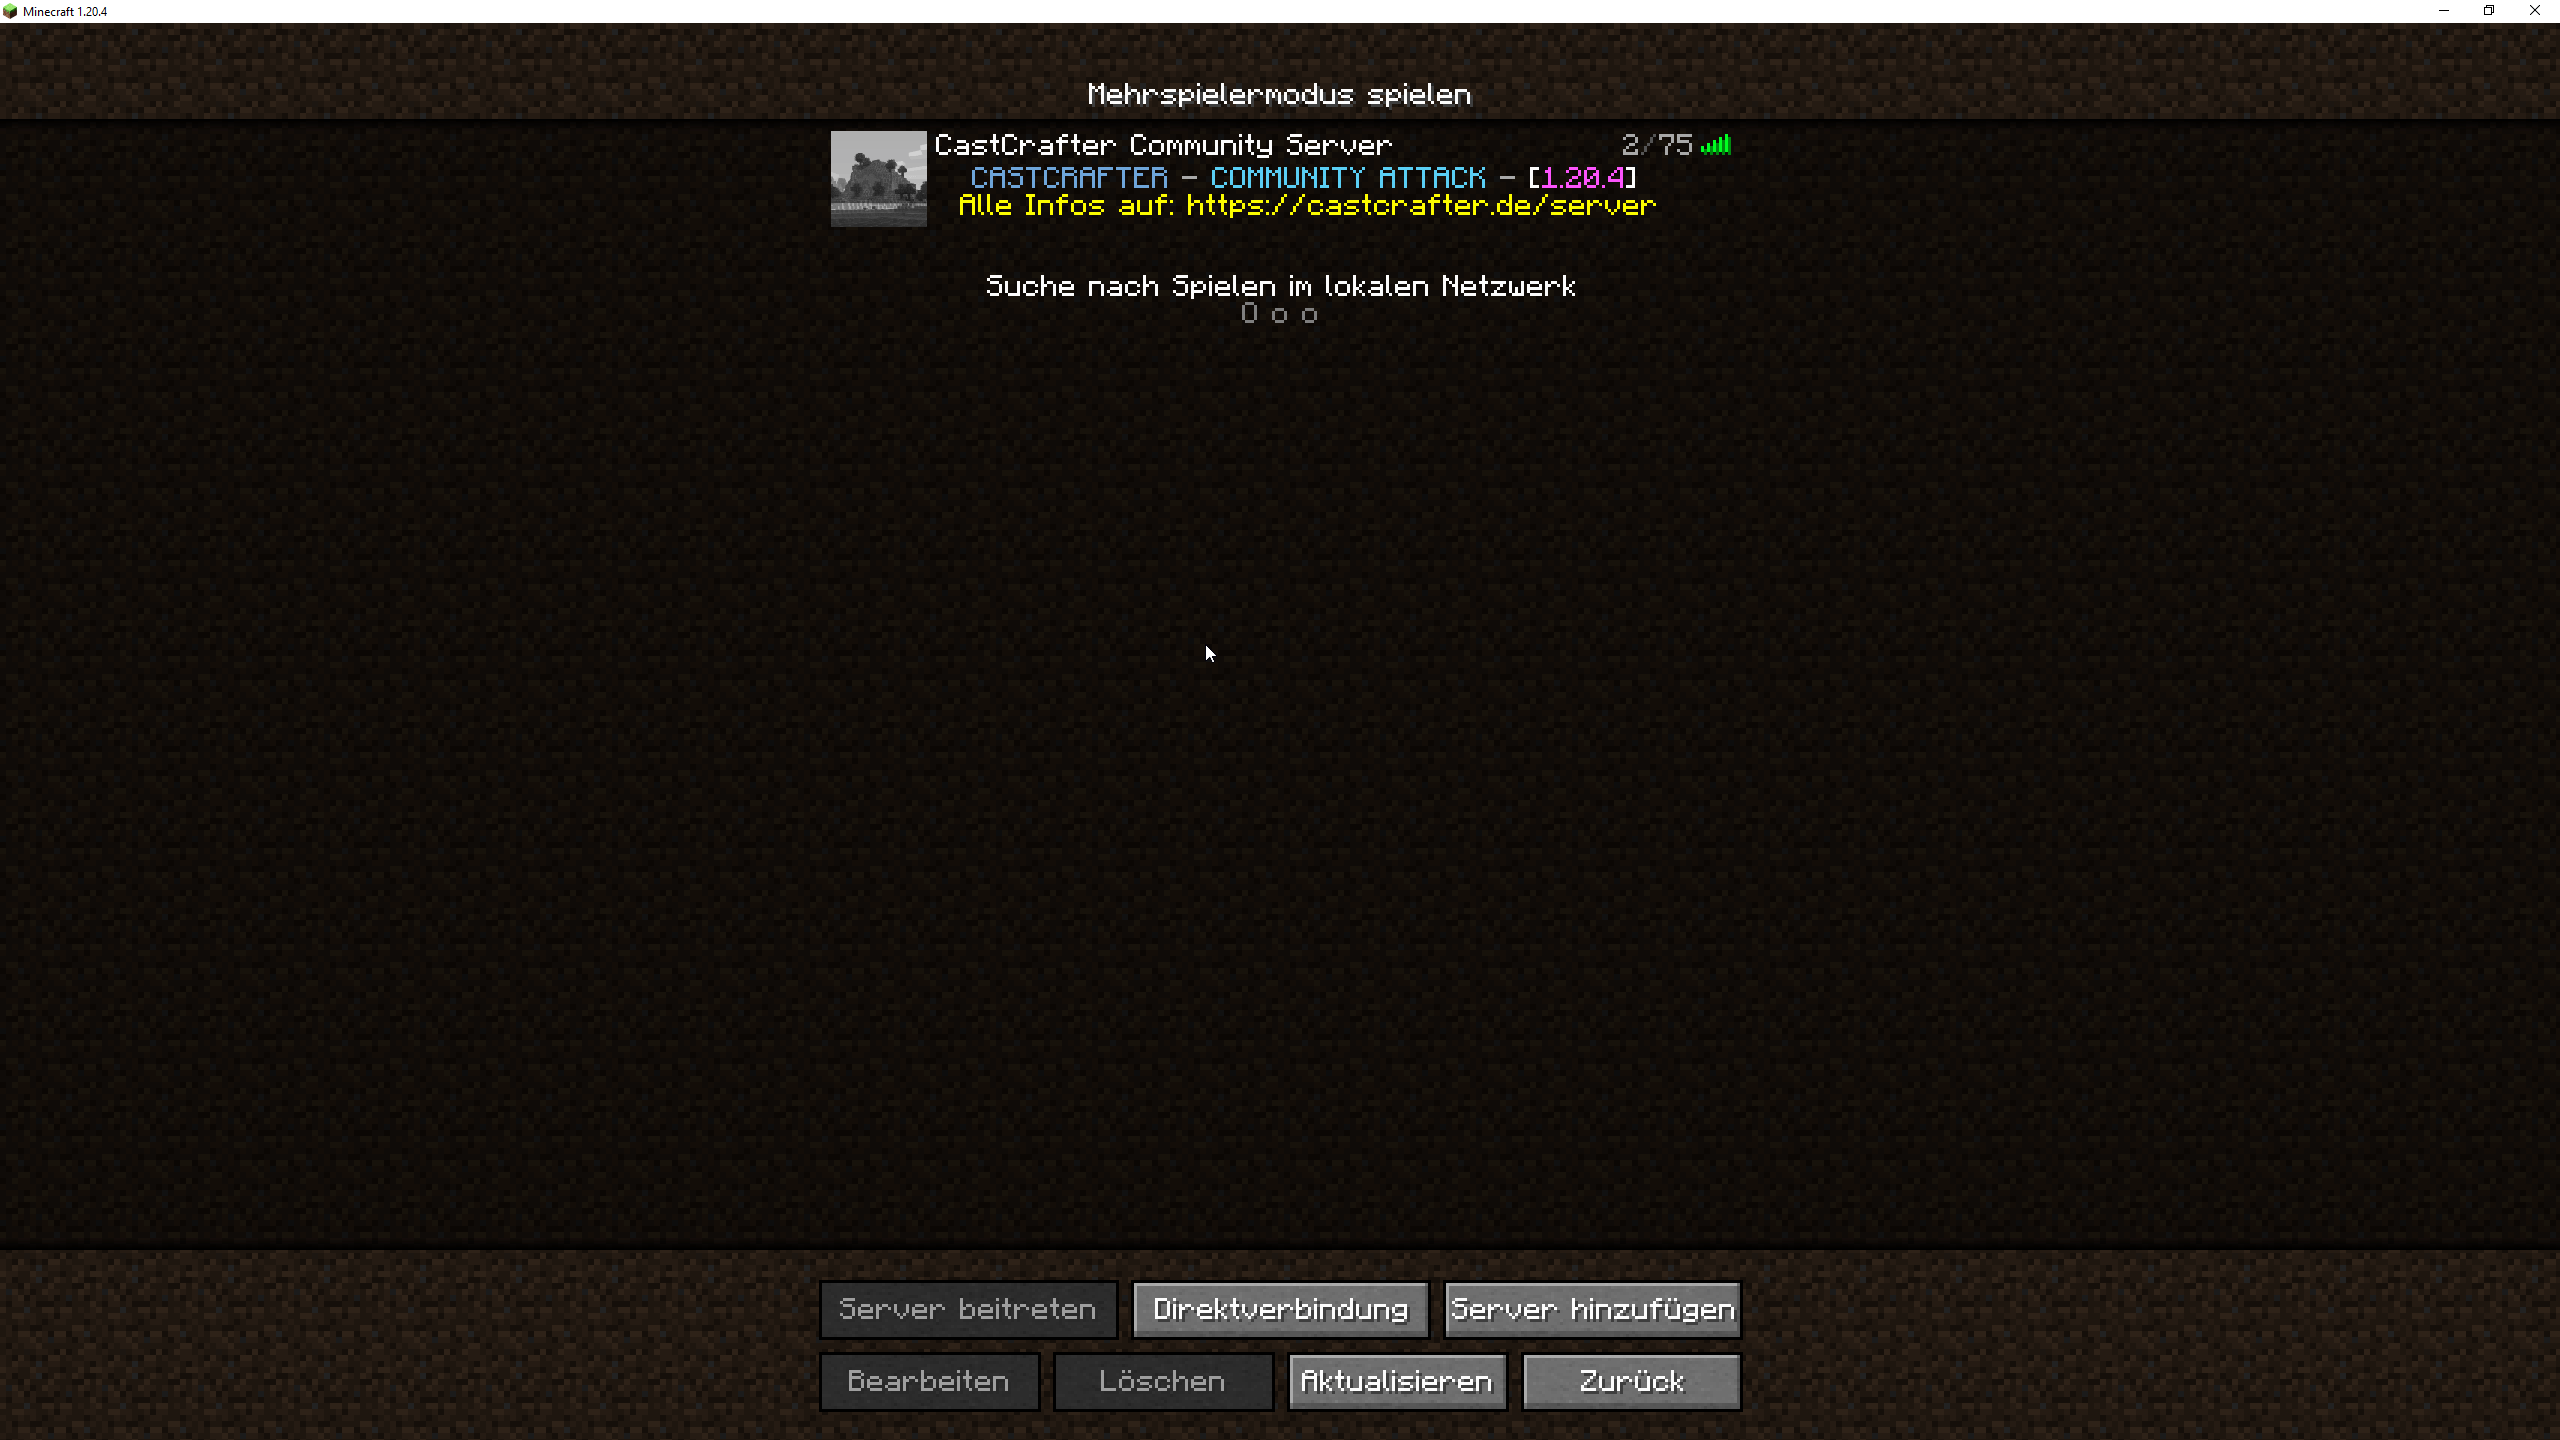 Minecraft 1.20.4
Mehrspielermodus spielen
CastCrafter Community Server 2/75
CASTCRAFTER - COMMUNITY ATTACK - [1.20.4]
Alle Infos auf: https://castcrafter.de/server
Suche nach Spielen im lokalen Netzwerk
O o o
Server beitreten Direktverbindung Server hinzufügen
Bearbeiten Löschen Aktualisieren Zurück